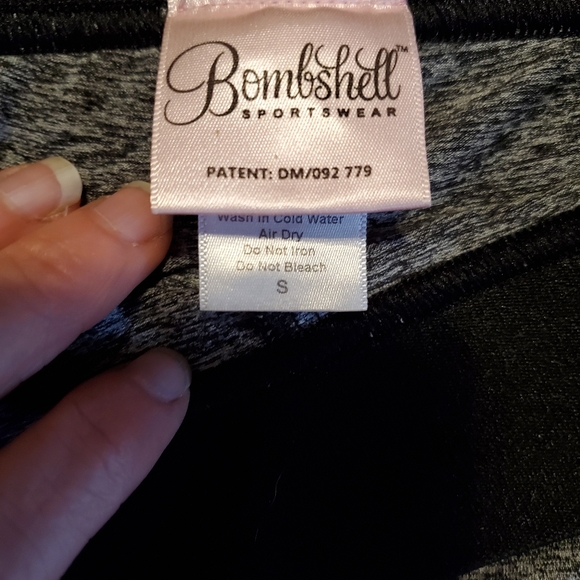 Bombshell™
SPORTSWEAR
PATENT: DM/092 779
Wash in Cold Water
Air Dry
Do Not Iron
Do Not Bleach
S